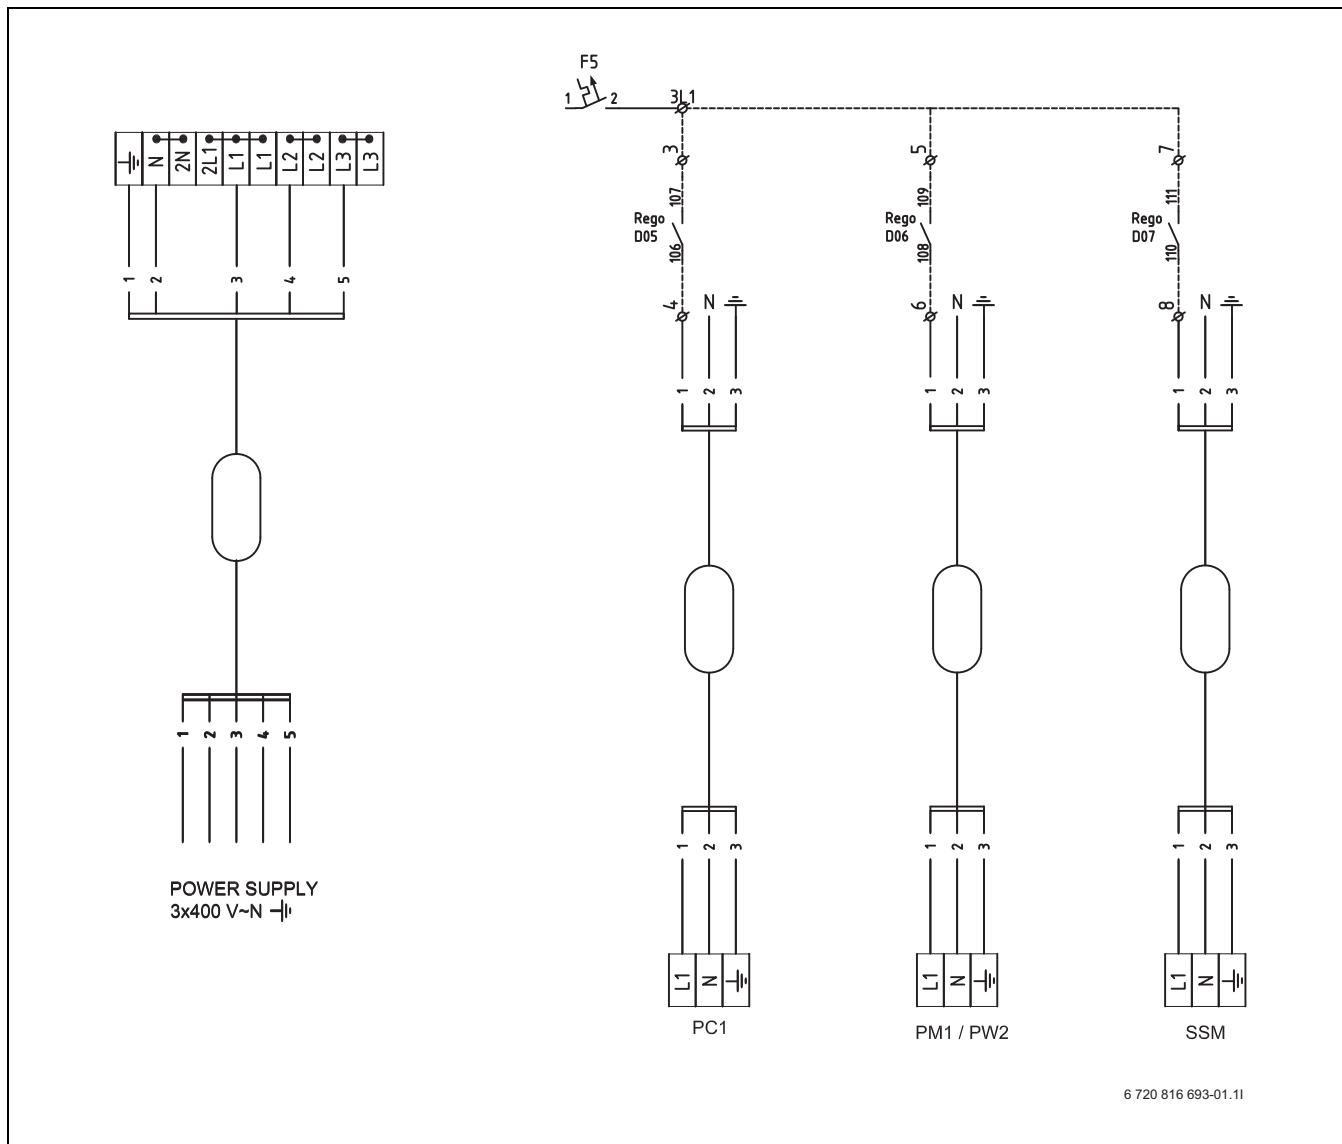 F5
1 2 3L1
N 2N 2L1 L1 L1 L2 L2 L3 L3
3 5 7
107 109 111
Rego D05
Rego D06
Rego D07
106 108 110
1 2 3 4 5
4 N
6 N
8 N
1 2 3
1 2 3
1 2 3
1 2 3 4 5
POWER SUPPLY
3x400 V~N
1 2 3
1 2 3
1 2 3
L1 N
L1 N
L1 N
PC1
PM1 / PW2
SSM
6 720 816 693-01.1I